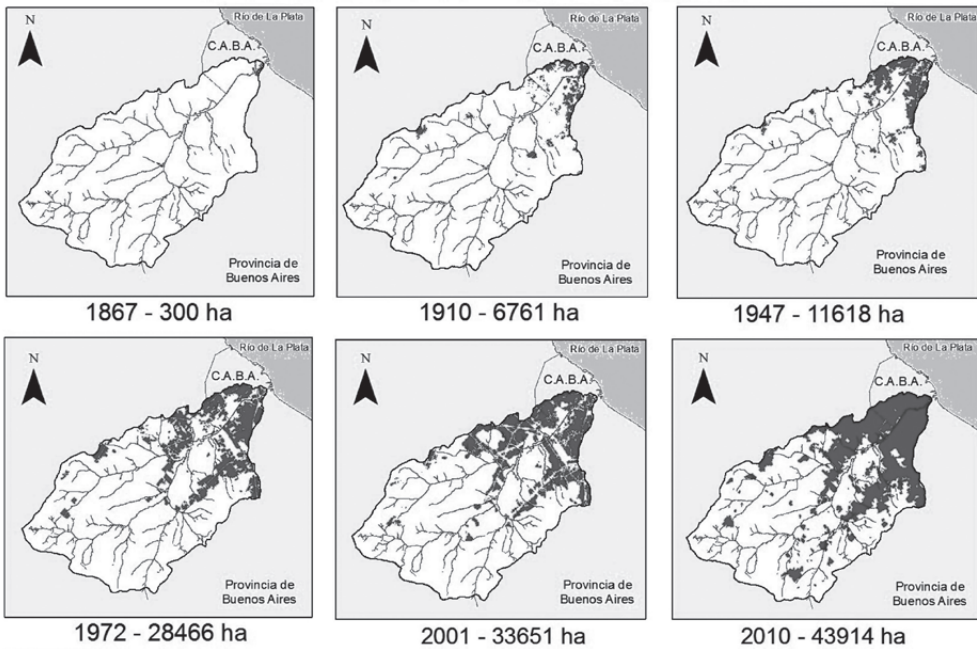 N
Río de La Plata
C.A.B.A.
Provincia de
Buenos Aires
1867 - 300 ha
N
Río de La Plata
C.A.B.A.
Provincia de
Buenos Aires
1910 - 6761 ha
N
Río de La Plata
C.A.B.A.
Provincia de
Buenos Aires
1947 - 11618 ha
N
Río de La Plata
C.A.B.A.
Provincia de
Buenos Aires
1972 - 28466 ha
N
Río de La Plata
C.A.B.A.
Provincia de
Buenos Aires
2001 - 33651 ha
N
Río de La Plata
C.A.B.A.
Provincia de
Buenos Aires
2010 - 43914 ha